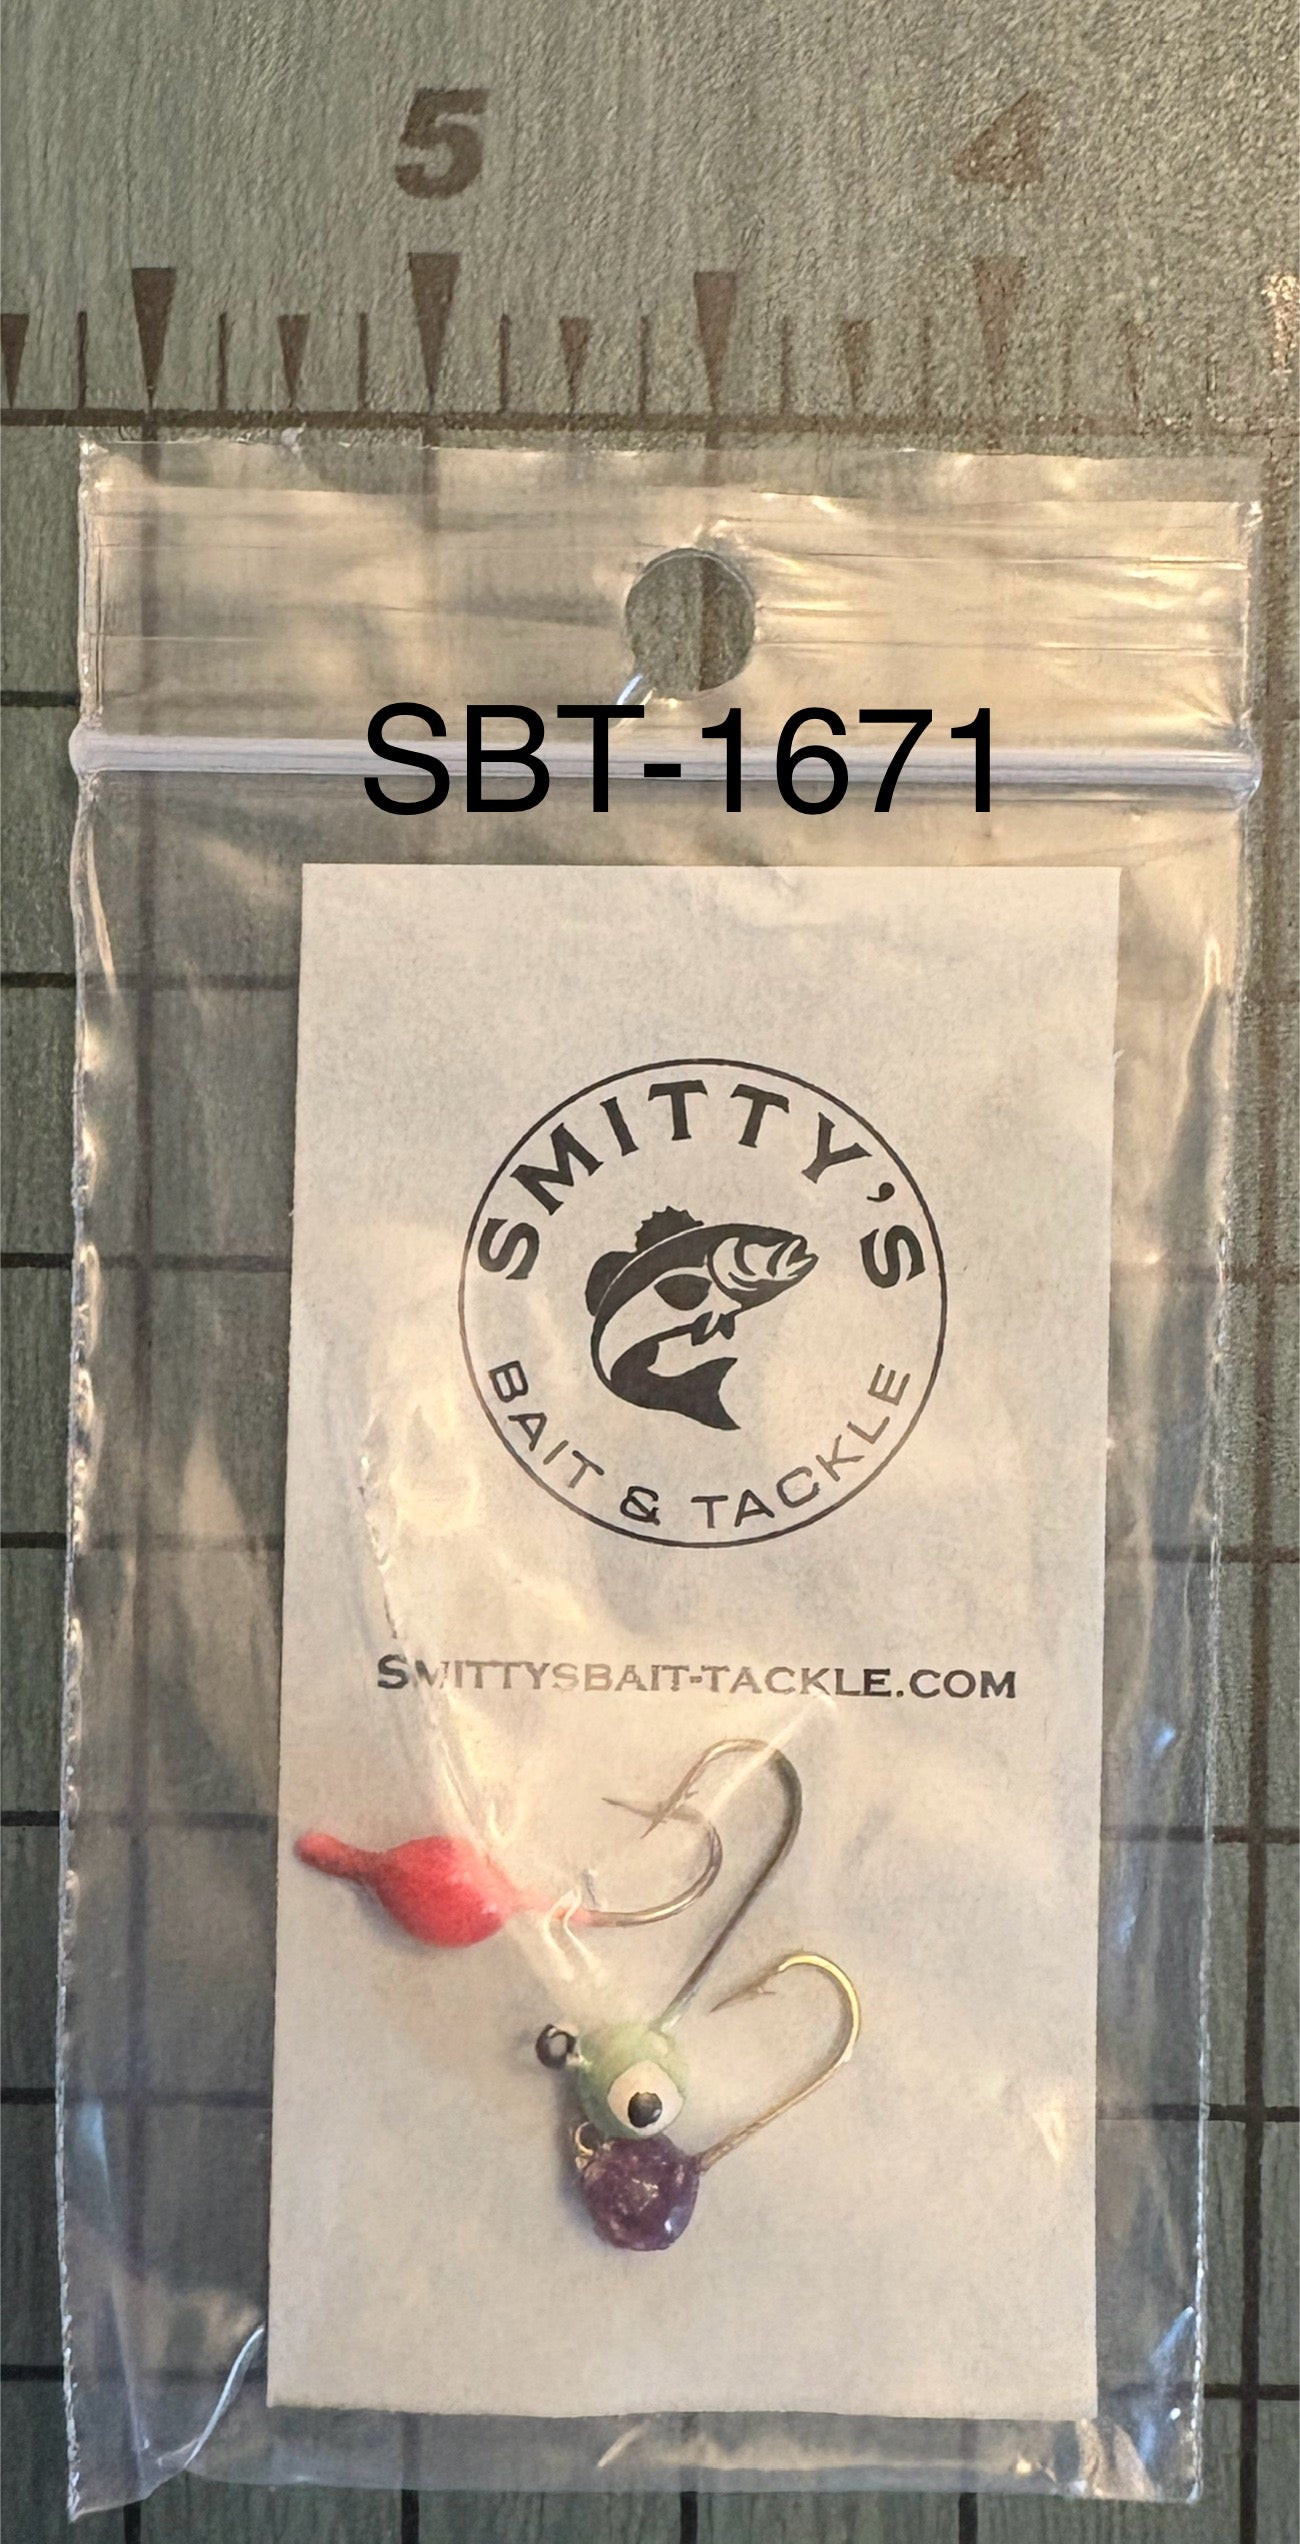 5 4
SBT-1671
SMITTY'S
BAIT & TACKLE
SMITTYSBAIT-TACKLE.COM